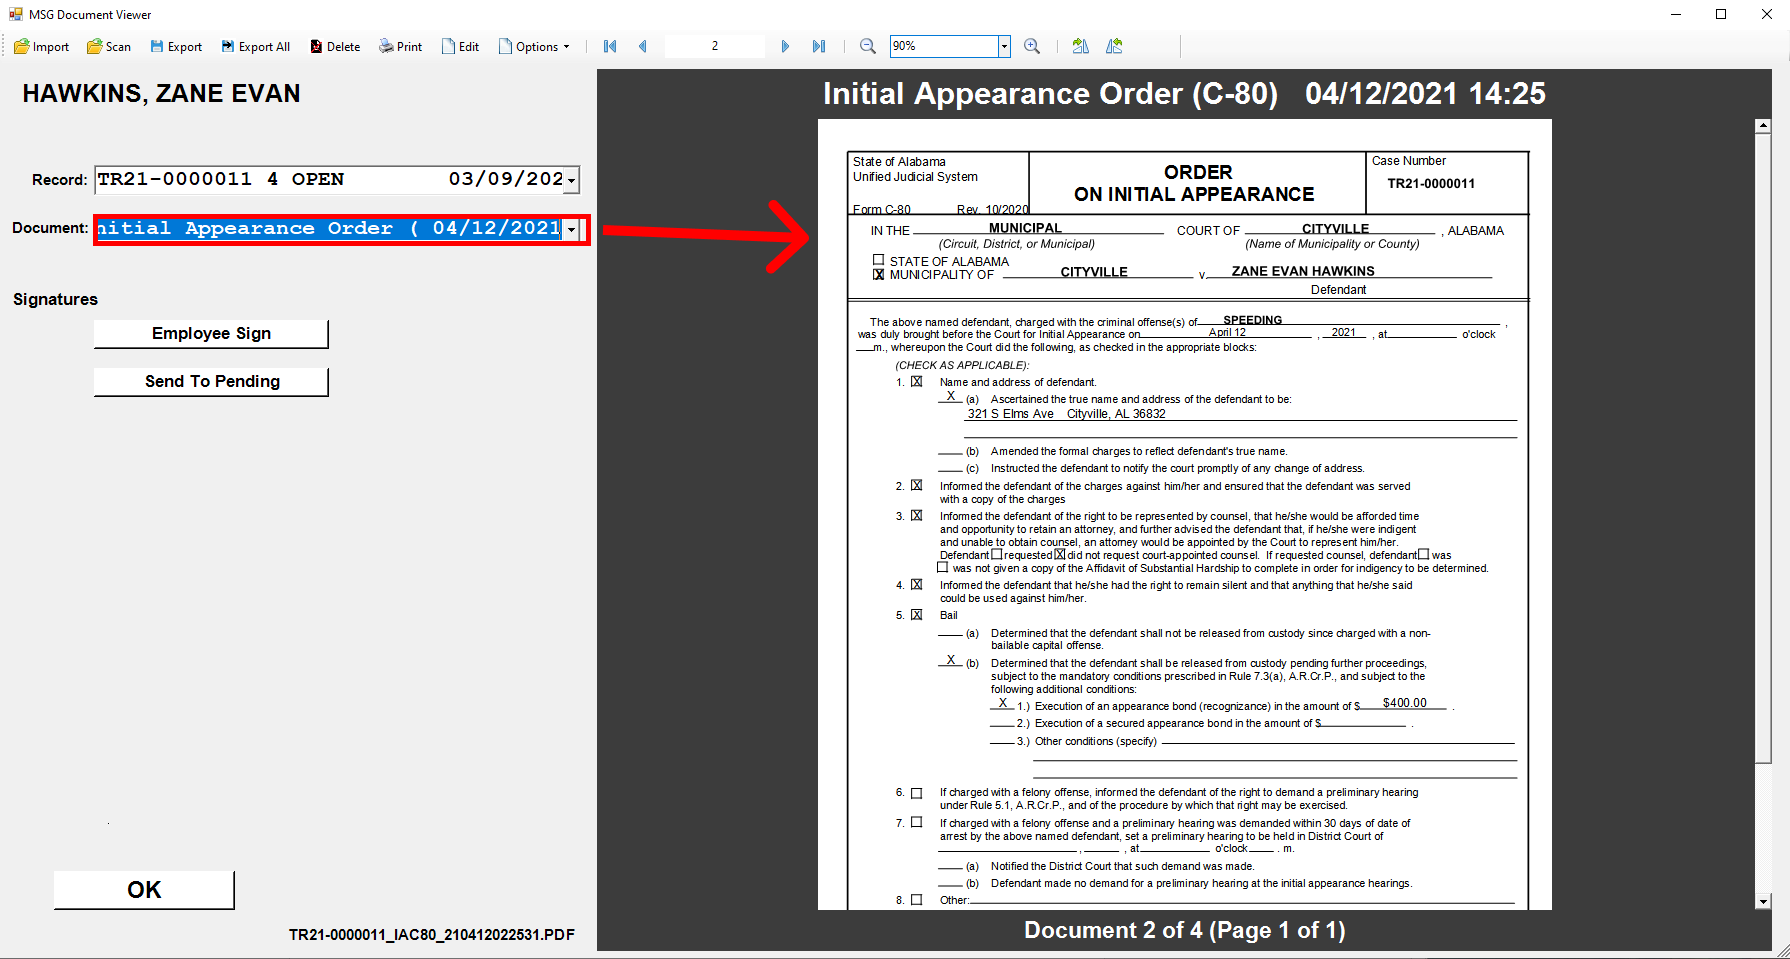 MSG Document Viewer
Import Scan Export Export All Delete Print Edit Options 2 90%
HAWKINS, ZANE EVAN
Record: TR21-0000011 4 OPEN 03/09/202
Document: nitial Appearance Order ( 04/12/2021
Signatures
Employee Sign
Send To Pending
OK
TR21-0000011_IAC80_210412022531.PDF
Initial Appearance Order (C-80) 04/12/2021 14:25
State of Alabama
Unified Judicial System
Form C-80 Rev. 10/2020
ORDER
ON INITIAL APPEARANCE
Case Number
TR21-0000011
IN THE MUNICIPAL COURT OF CITYVILLE , ALABAMA
(Circuit, District, or Municipal) (Name of Municipality or County)
STATE OF ALABAMA
X MUNICIPALITY OF CITYVILLE v. ZANE EVAN HAWKINS
Defendant
The above named defendant, charged with the criminal offense(s) of SPEEDING ,
was duly brought before the Court for Initial Appearance on April 12 , 2021 , at o'clock
m., whereupon the Court did the following, as checked in the appropriate blocks:
(CHECK AS APPLICABLE):
1. X Name and address of defendant.
X (a) Ascertained the true name and address of the defendant to be:
321 S Elms Ave Cityville, AL 36832
(b) Amended the formal charges to reflect defendant's true name.
(c) Instructed the defendant to notify the court promptly of any change of address.
2. X Informed the defendant of the charges against him/her and ensured that the defendant was served
with a copy of the charges
3. X Informed the defendant of the right to be represented by counsel, that he/she would be afforded time
and opportunity to retain an attorney, and further advised the defendant that, if he/she were indigent
and unable to obtain counsel, an attorney would be appointed by the Court to represent him/her.
Defendant requested X did not request court-appointed counsel. If requested counsel, defendant was
was not given a copy of the Affidavit of Substantial Hardship to complete in order for indigency to be determined.
4. X Informed the defendant that he/she had the right to remain silent and that anything that he/she said
could be used against him/her.
5. X Bail
(a) Determined that the defendant shall not be released from custody since charged with a non-
bailable capital offense.
X (b) Determined that the defendant shall be released from custody pending further proceedings,
subject to the mandatory conditions prescribed in Rule 7.3(a), A.R.Cr.P., and subject to the
following additional conditions:
X 1.) Execution of an appearance bond (recognizance) in the amount of $ $400.00 .
2.) Execution of a secured appearance bond in the amount of $ .
3.) Other conditions (specify)
6. If charged with a felony offense, informed the defendant of the right to demand a preliminary hearing
under Rule 5.1, A.R.Cr.P., and of the procedure by which that right may be exercised.
7. If charged with a felony offense and a preliminary hearing was demanded within 30 days of date of
arrest by the above named defendant, set a preliminary hearing to be held in District Court of
, , at o'clock . m.
(a) Notified the District Court that such demand was made.
(b) Defendant made no demand for a preliminary hearing at the initial appearance hearings.
8. Other:
Document 2 of 4 (Page 1 of 1)